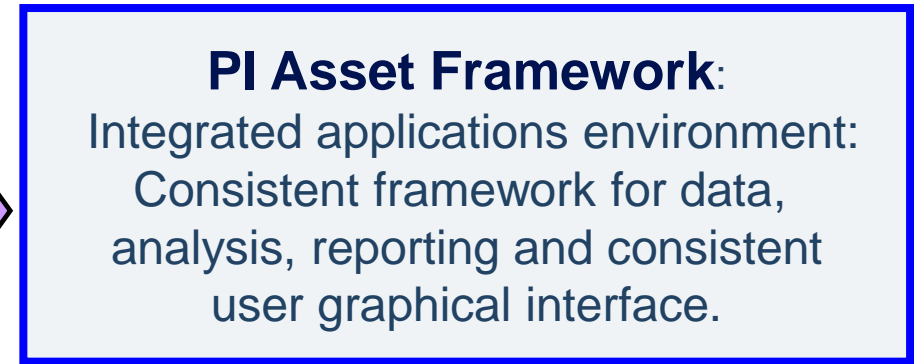 PI Asset Framework:
Integrated applications environment:
Consistent framework for data,
analysis, reporting and consistent
user graphical interface.